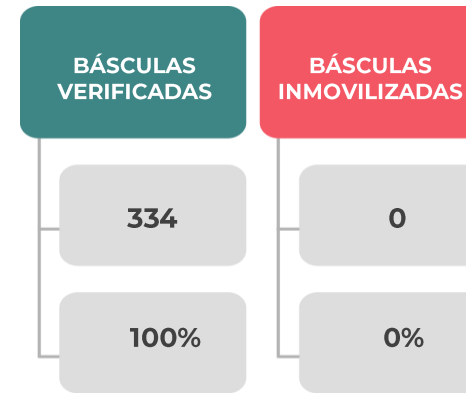 BÁSCULAS
VERIFICADAS
334
100%
BÁSCULAS
INMOVILIZADAS
0
0%